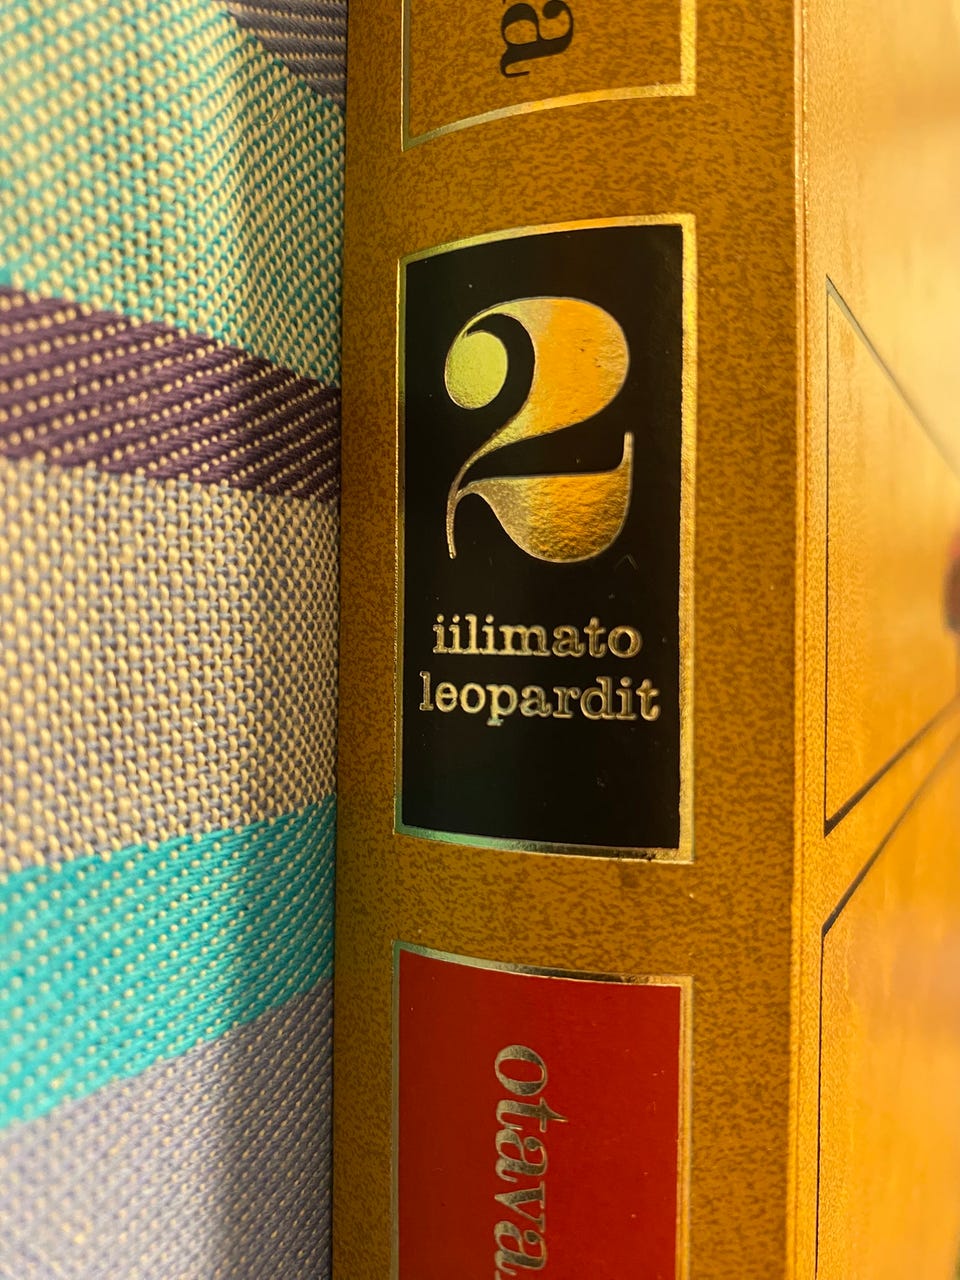 a
2
iilimato
leopardit
otava